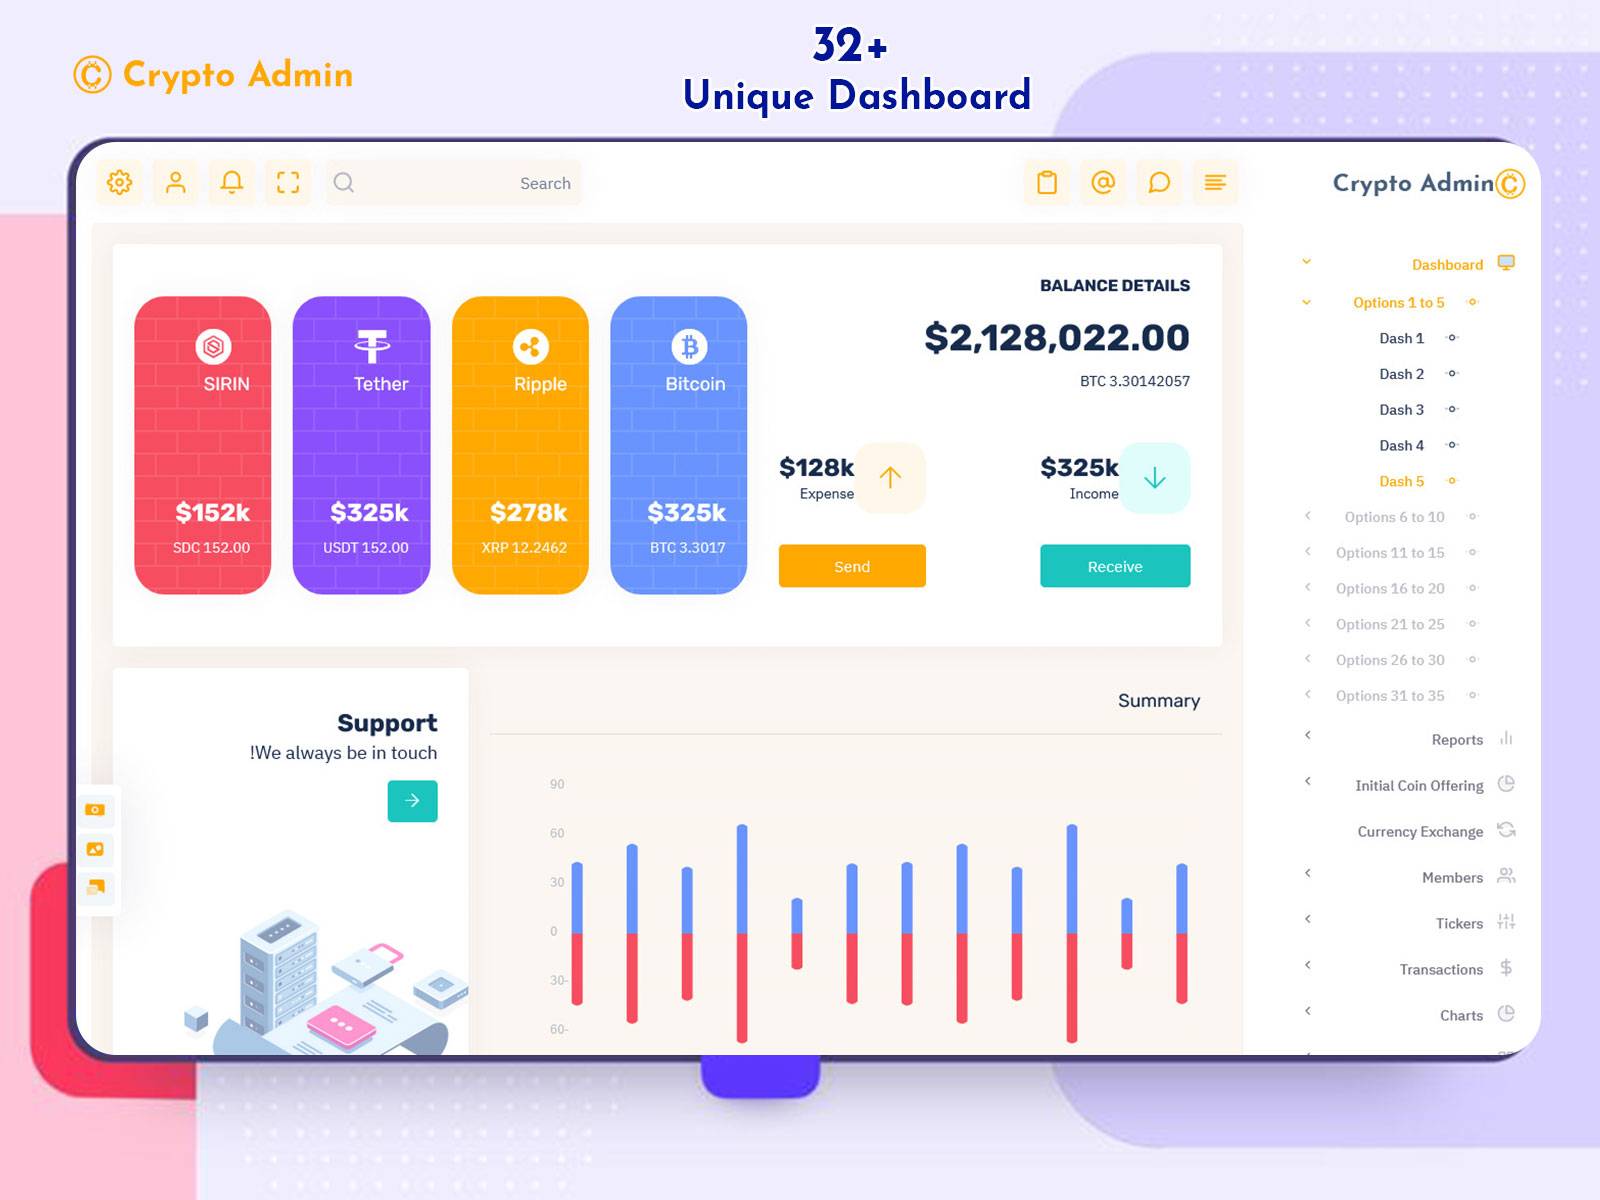 Crypto Admin
32+
Unique Dashboard
Search
Crypto Admin
BALANCE DETAILS
$2,128,022.00
BTC 3.30142057
$325k
Income
$128k
Expense
Receive
Send
Bitcoin
$325k
BTC 3.3017
Ripple
$278k
XRP 12.2462
Tether
$325k
USDT 152.00
SIRIN
$152k
SDC 152.00
Support
!We always be in touch
Summary
90
60
30
0
30-
60-
Dashboard
Options 1 to 5
Dash 1
Dash 2
Dash 3
Dash 4
Dash 5
Options 6 to 10
Options 11 to 15
Options 16 to 20
Options 21 to 25
Options 26 to 30
Options 31 to 35
Reports
Initial Coin Offering
Currency Exchange
Members
Tickers
Transactions
Charts